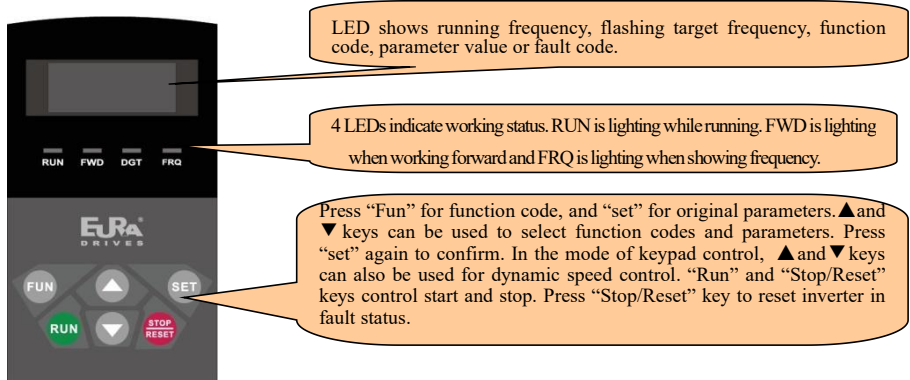 LED shows running frequency, flashing target frequency, function
code, parameter value or fault code.
4 LEDs indicate working status. RUN is lighting while running. FWD is lighting
when working forward and FRQ is lighting when showing frequency.
RUN FWD DGT FRQ
EURA
DRIVES
Press “Fun” for function code, and “set” for original parameters.▲and
▼ keys can be used to select function codes and parameters. Press
“set” again to confirm. In the mode of keypad control, ▲and▼keys
can also be used for dynamic speed control. “Run” and “Stop/Reset”
keys control start and stop. Press “Stop/Reset” key to reset inverter in
fault status.
FUN SET
RUN STOP
RESET